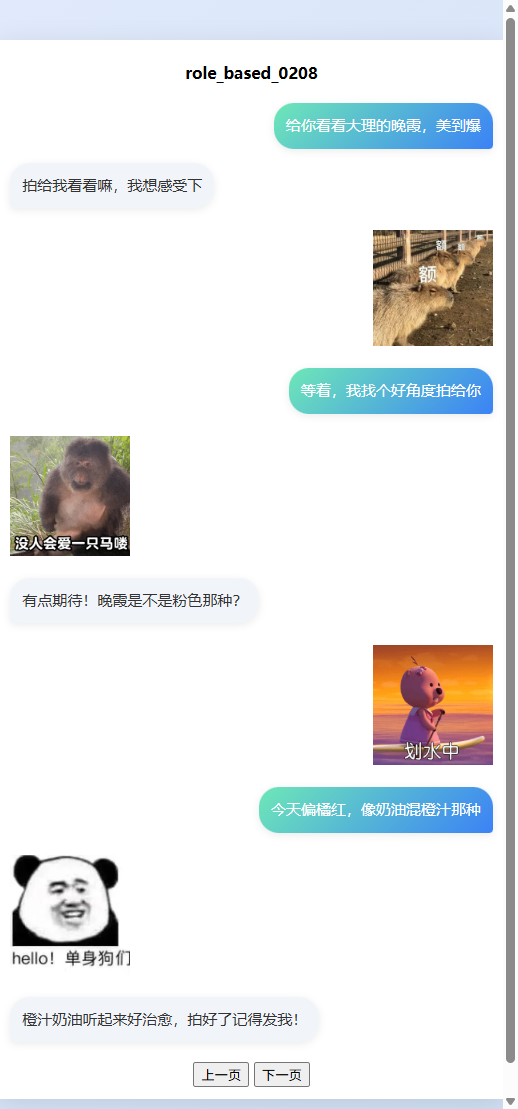 role_based_0208
给你看看大理的晚霞，美到爆
拍给我看看嘛，我想感受下
额
额
额
等着，我找个好角度拍给你
没人会爱一只马喽
有点期待！晚霞是不是粉色那种？
划水中
今天偏橘红，像奶油混橙汁那种
hello！单身狗们
橙汁奶油听起来好治愈，拍好了记得发我！
上一页 下一页